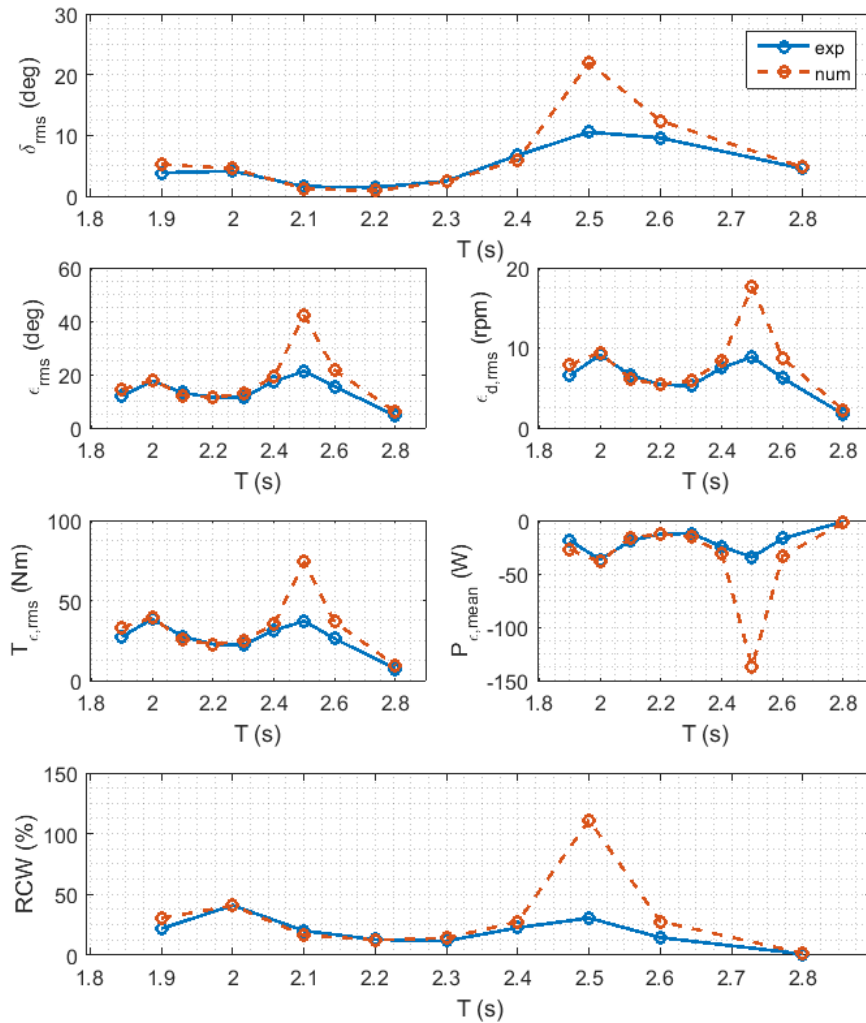 30
20
10
0
δrms (deg)
exp
num
1.8 1.9 2 2.1 2.2 2.3 2.4 2.5 2.6 2.7 2.8
T (s)
60
40
20
0
ϵrms (deg)
1.8 2 2.2 2.4 2.6 2.8
T (s)
20
10
0
ϵd,rms (rpm)
1.8 2 2.2 2.4 2.6 2.8
T (s)
100
50
0
Tϵ,rms (Nm)
1.8 2 2.2 2.4 2.6 2.8
T (s)
0
-50
-100
-150
Pϵ,mean (W)
1.8 2 2.2 2.4 2.6 2.8
T (s)
150
100
50
0
RCW (%)
1.8 1.9 2 2.1 2.2 2.3 2.4 2.5 2.6 2.7 2.8
T (s)